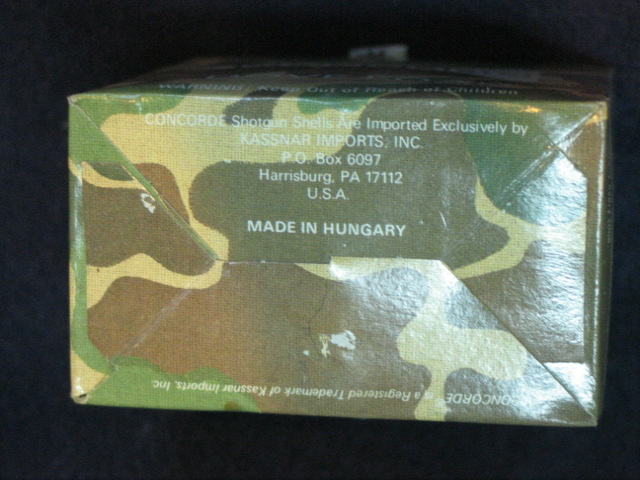 WARNING: Keep Out of Reach of Children
CONCORDE Shotgun Shells Are Imported Exclusively by
KASSNAR IMPORTS, INC.
P.O. Box 6097
Harrisburg, PA 17112
U.S.A.
MADE IN HUNGARY
CONCORDE is a Registered Trademark of Kassnar Imports, Inc.